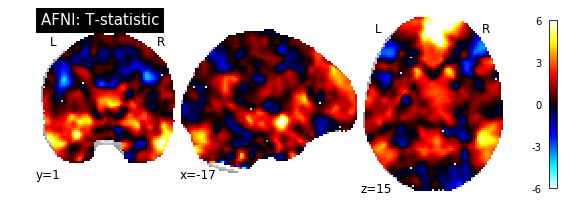 AFNI: T-statistic
L R
L R
6
3
0
-3
-6
y=1
x=-17
z=15